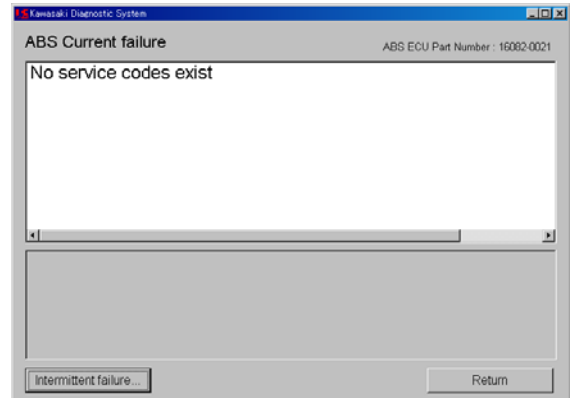 Kawasaki Diagnostic System
ABS Current failure
ABS ECU Part Number : 16082-0021
No service codes exist
Intermittent failure...
Return